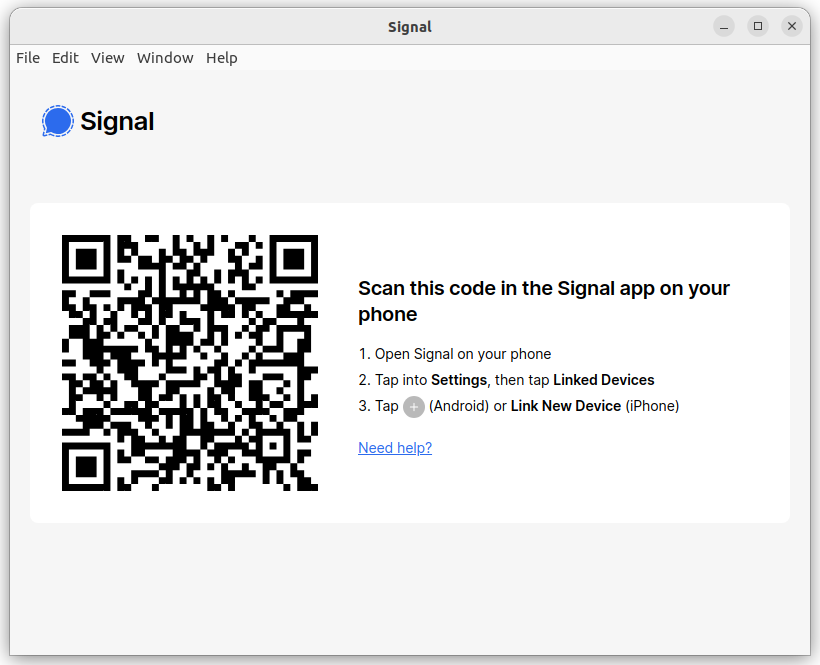 Signal
File Edit View Window Help
Signal
Scan this code in the Signal app on your
phone
1. Open Signal on your phone
2. Tap into Settings, then tap Linked Devices
3. Tap + (Android) or Link New Device (iPhone)
Need help?